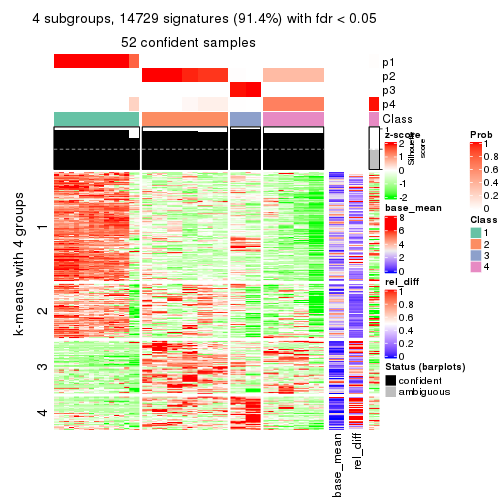 4 subgroups, 14729 signatures (91.4%) with fdr < 0.05
52 confident samples
p1
p2
p3
p4
Class
1
Silhouette
score
k-means with 4 groups
1
2
3
4
base_mean
rel_diff
z-score
2
1
0
-1
-2
base_mean
8
6
4
2
0
rel_diff
1
0.8
0.6
0.4
0.2
0
Status (barplots)
confident
ambiguous
Prob
1
0.8
0.6
0.4
0.2
0
Class
1
2
3
4